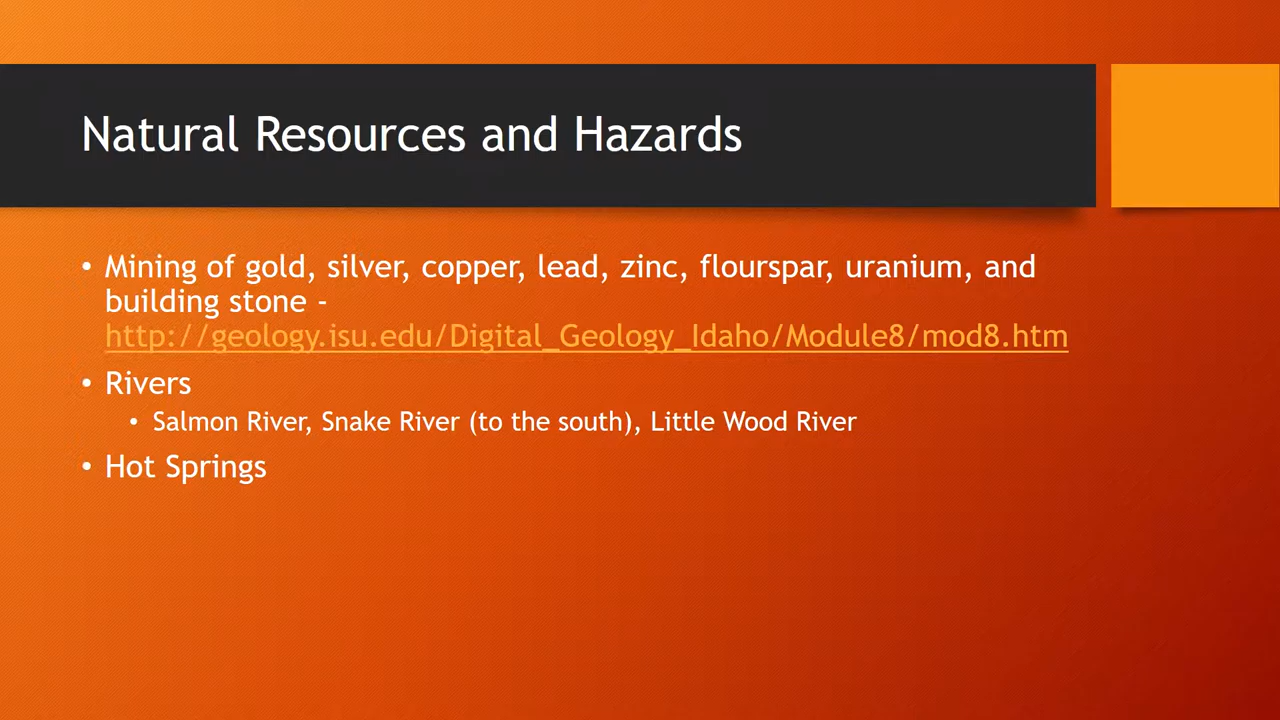 Natural Resources and Hazards
• Mining of gold, silver, copper, lead, zinc, flourspar, uranium, and
building stone -
http://geology.isu.edu/Digital_Geology_Idaho/Module8/mod8.htm
• Rivers
• Salmon River, Snake River (to the south), Little Wood River
• Hot Springs